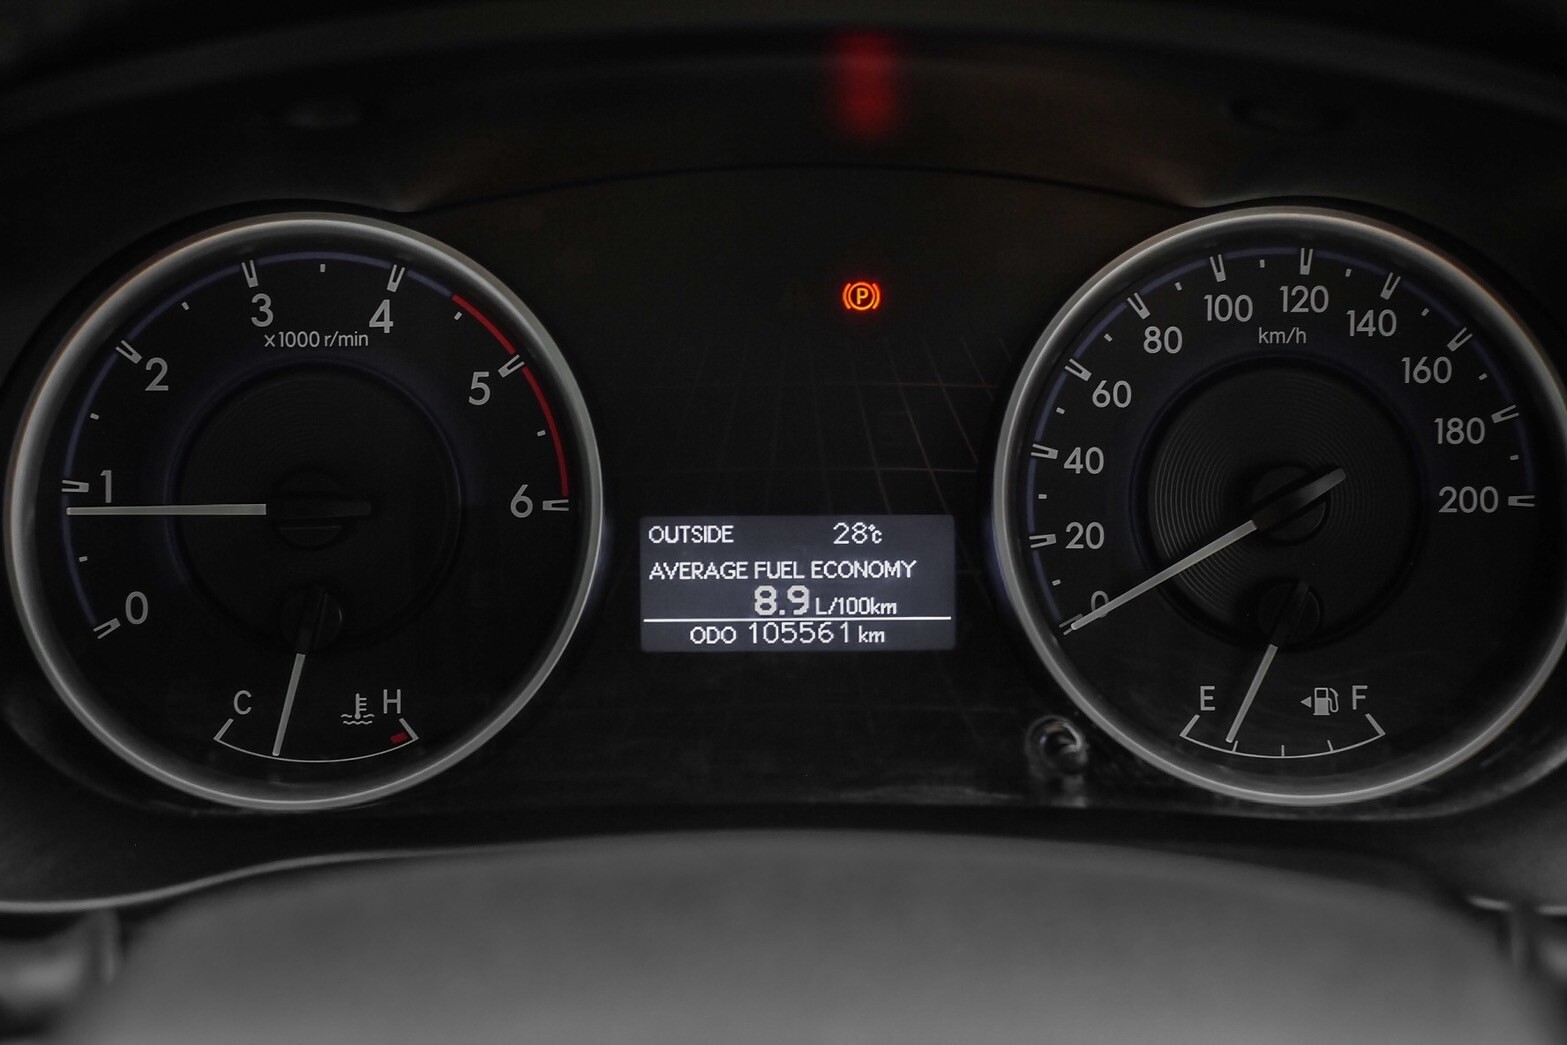 0
1
2
3
4
5
6
x1000 r/min
C
H
P
OUTSIDE 28℃
AVERAGE FUEL ECONOMY
8.9 L/100km
ODO 105561 km
0
20
40
60
80
100
120
140
160
180
200
km/h
E
F